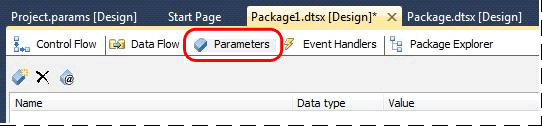 Project.params [Design] Start Page Package1.dtsx [Design]* Package.dtsx [Design]
Control Flow Data Flow Parameters Event Handlers Package Explorer
Name Data type Value